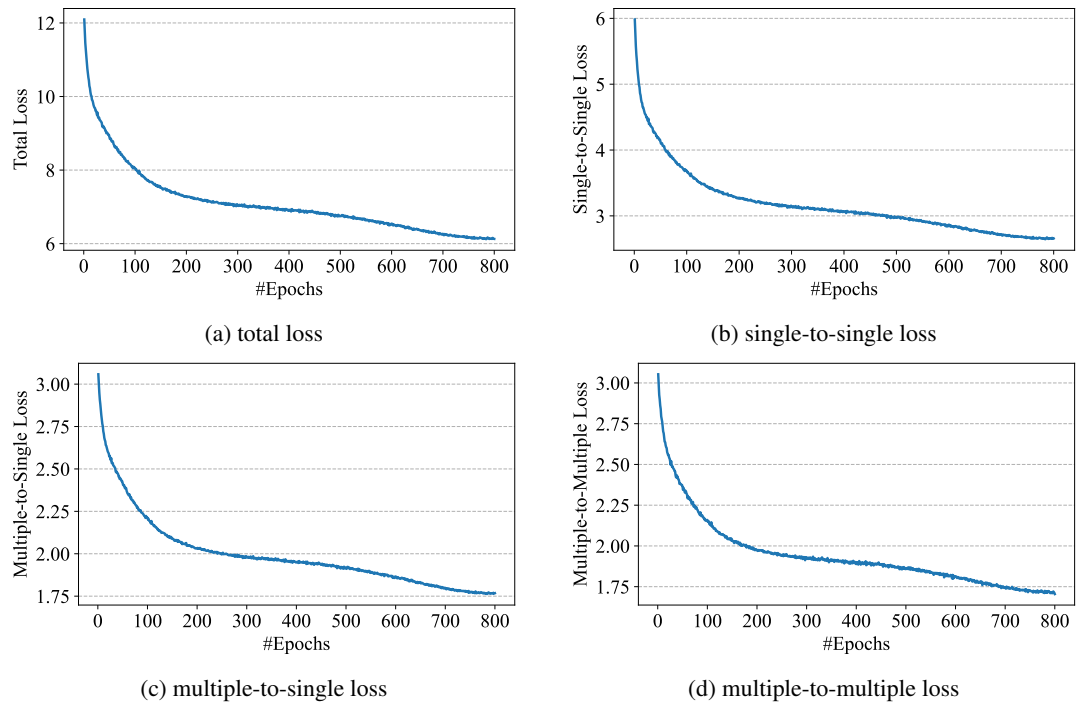 12
10
8
6
Total Loss
0 100 200 300 400 500 600 700 800
#Epochs
(a) total loss
6
5
4
3
Single-to-Single Loss
0 100 200 300 400 500 600 700 800
#Epochs
(b) single-to-single loss
3.00
2.75
2.50
2.25
2.00
1.75
Multiple-to-Single Loss
0 100 200 300 400 500 600 700 800
#Epochs
(c) multiple-to-single loss
3.00
2.75
2.50
2.25
2.00
1.75
Multiple-to-Multiple Loss
0 100 200 300 400 500 600 700 800
#Epochs
(d) multiple-to-multiple loss